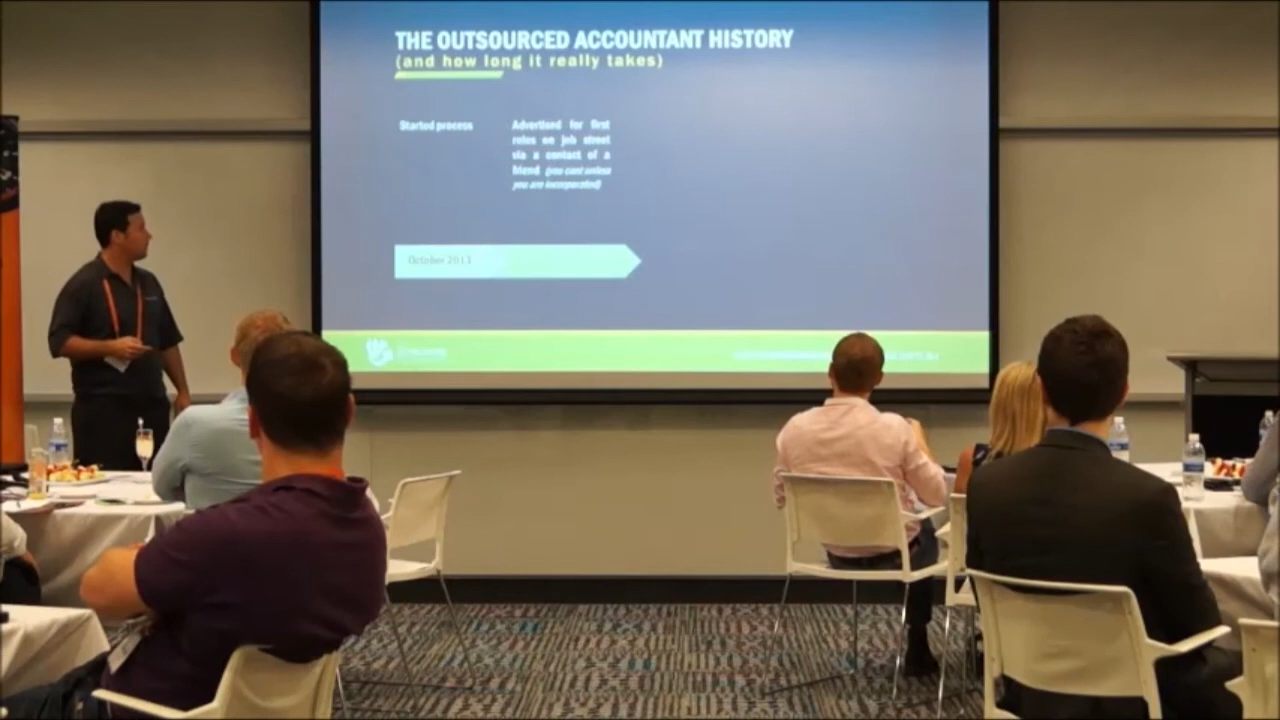 THE OUTSOURCED ACCOUNTANT HISTORY
(and how long it really takes)
Started process
Advertised for first
roles on job street
via a contact of a
friend (you cant unless
you are incorporated)
October 2013